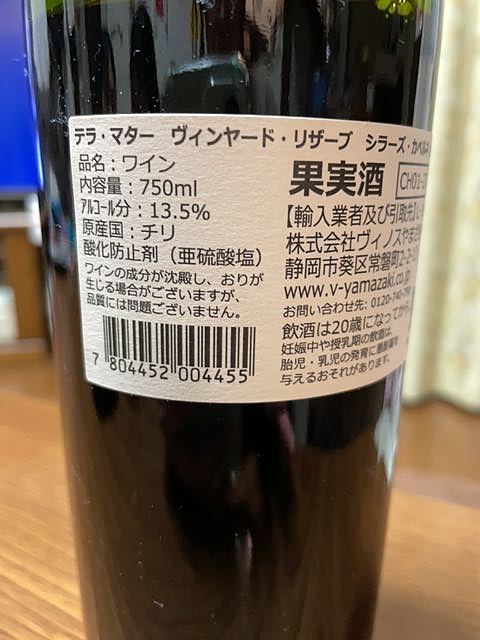 テラ・マター ヴィンヤード・リザーブ シラーズ・カベルネ
品名：ワイン
内容量：750ml
アルコール分：13.5%
原産国：チリ
酸化防止剤（亜硫酸塩）
ワインの成分が沈殿し、おりが
生じる場合がございますが、
品質には問題ございません。
7 804452 004455
果実酒
CH01-
【輸入業者及び引取先】
株式会社ヴィノスやまざ
静岡市葵区常磐町2-2-
www.v-yamazaki.co.j
お問い合わせ先：0120-740-
飲酒は20歳になってから
妊娠中や授乳期の飲酒は、
胎児・乳児の発育に悪影響を
与えるおそれがあります。